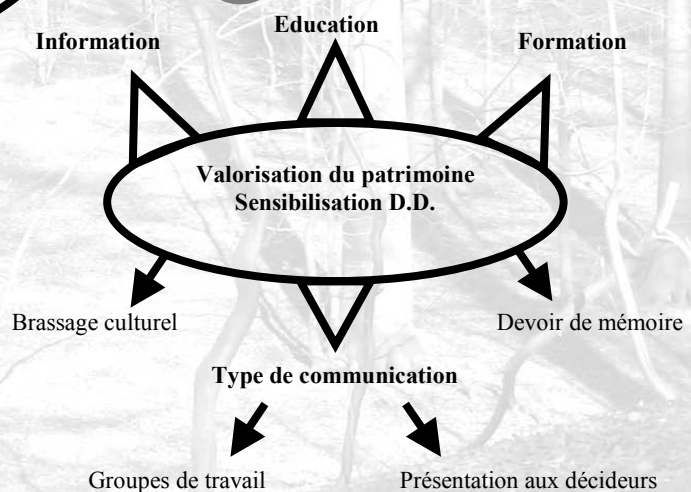 Information
Education
Formation
Valorisation du patrimoine
Sensibilisation D.D.
Brassage culturel
Devoir de mémoire
Type de communication
Groupes de travail
Présentation aux décideurs